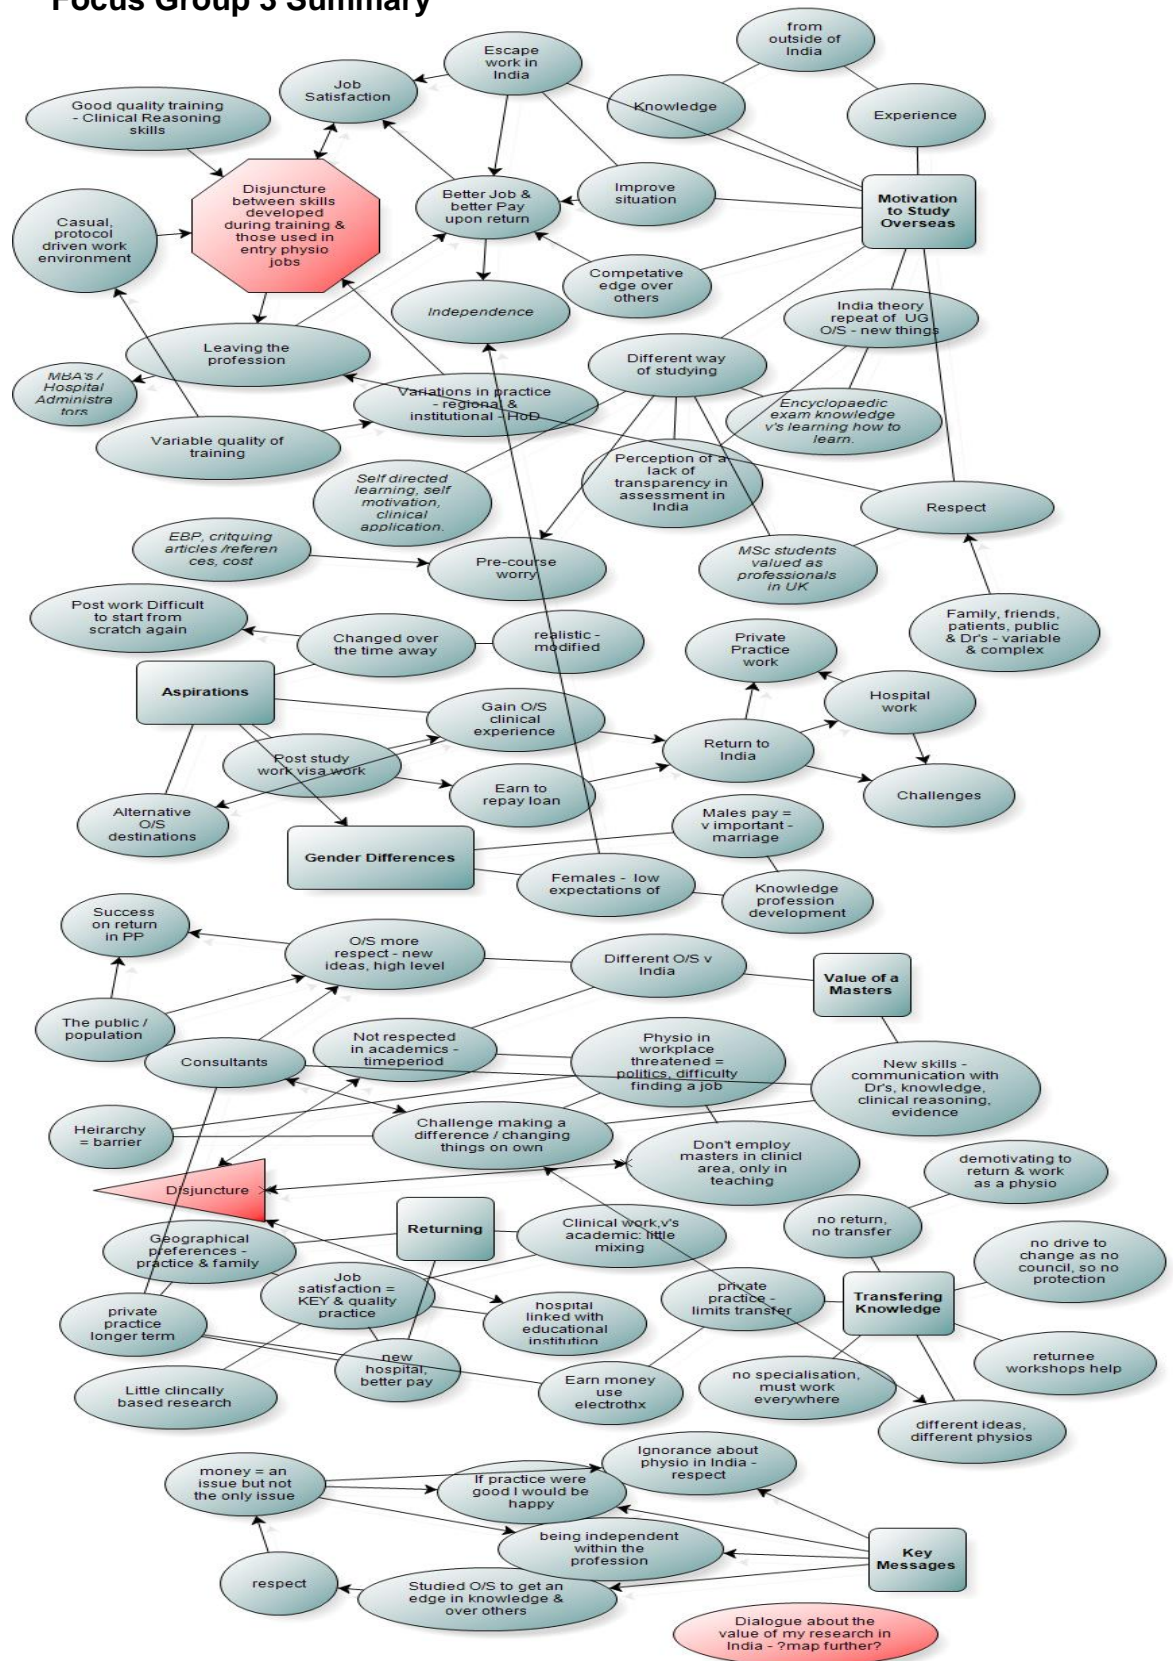 Focus Group 3 Summary
from
outside of
India
Escape
work in
India
Job
Satisfaction
Knowledge
Experience
Good quality training
- Clinical Reasoning
skills
Disjuncture
between skills
developed
during training &
those used in
entry physio
jobs
Better Job &
better Pay
upon return
Improve
situation
Motivation
to Study
Overseas
Casual,
protocol
driven work
environment
Competative
edge over
others
Independence
India theory
repeat of UG
O/S - new things
Leaving the
profession
Different way
of studying
MBA's /
Hospital
Administra
tors
Variations in practice
- regional &
institutional - HoD
Encyclopaedic
exam knowledge
v's learning how to
learn.
Variable quality of
training
Perception of a
lack of
transparency in
assessment in
India
Self directed
learning, self
motivation,
clinical
application.
Respect
EBP, critquing
articles /referen
ces, cost
Pre-course
worry
MSc students
valued as
professionals
in UK
Post work Difficult
to start from
scratch again
Changed over
the time away
realistic -
modified
Private
Practice
work
Family, friends,
patients, public
& Dr's - variable
& complex
Aspirations
Gain O/S
clinical
experience
Hospital
work
Post study
work visa work
Return to
India
Earn to
repay loan
Challenges
Alternative
O/S
destinations
Males pay =
v important -
marriage
Gender Differences
Females - low
expectations of
Knowledge
profession
development
Success
on return
in PP
O/S more
respect - new
ideas, high level
Different O/S v
India
Value of a
Masters
The public /
population
Not respected
in academics -
timeperiod
Physio in
workplace
threatened =
politics, difficulty
finding a job
Consultants
New skills -
communication with
Dr's, knowledge,
clinical reasoning,
evidence
Heirarchy
= barrier
Challenge making a
difference / changing
things on own
Don't employ
masters in clinicl
area, only in
teaching
demotivating to
return & work
as a physio
Disjuncture
Returning
Clinical work,v's
academic: little
mixing
no return,
no transfer
Geographical
preferences -
practice & family
no drive to
change as no
council, so no
protection
Job
satisfaction =
KEY & quality
practice
private
practice -
limits transfer
Transfering
Knowledge
private
practice
longer term
hospital
linked with
educational
institution
new
hospital,
better pay
returnee
workshops help
Little clincally
based research
Earn money
use
electrothx
no specialisation,
must work
everywhere
different ideas,
different physios
money = an
issue but not
the only issue
Ignorance about
physio in India -
respect
If practice were
good I would be
happy
being independent
within the
profession
Key
Messages
respect
Studied O/S to get an
edge in knowledge &
over others
Dialogue about the
value of my research in
India - ?map further?